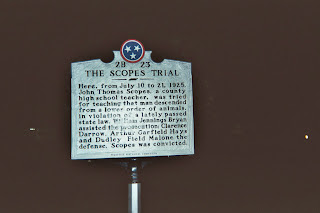 2B 23
THE SCOPES TRIAL
Here, from July 10 to 21, 1925,
John Thomas Scopes, a county
high school teacher, was tried
for teaching that man descended
from a lower order of animals,
in violation of a lately passed
state law. William Jennings Bryan
assisted the prosecution; Clarence
Darrow, Arthur Garfield Hays
and Dudley Field Malone the
defense. Scopes was convicted.